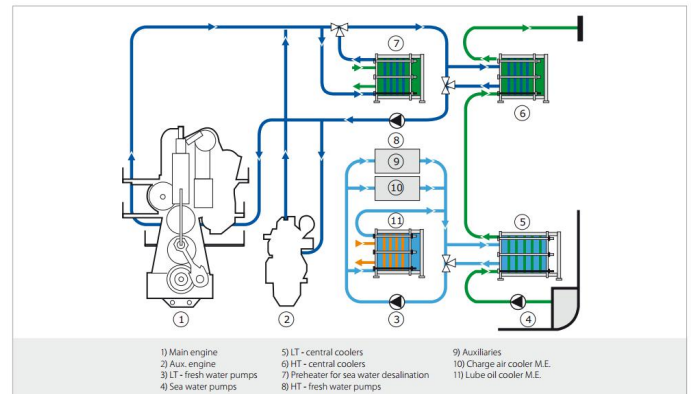 7
6
8
9
10
11
5
1
2
3
4
1) Main engine
2) Aux. engine
3) LT - fresh water pumps
4) Sea water pumps
5) LT - central coolers
6) HT - central coolers
7) Preheater for sea water desalination
8) HT - fresh water pumps
9) Auxiliaries
10) Charge air cooler M.E.
11) Lube oil cooler M.E.